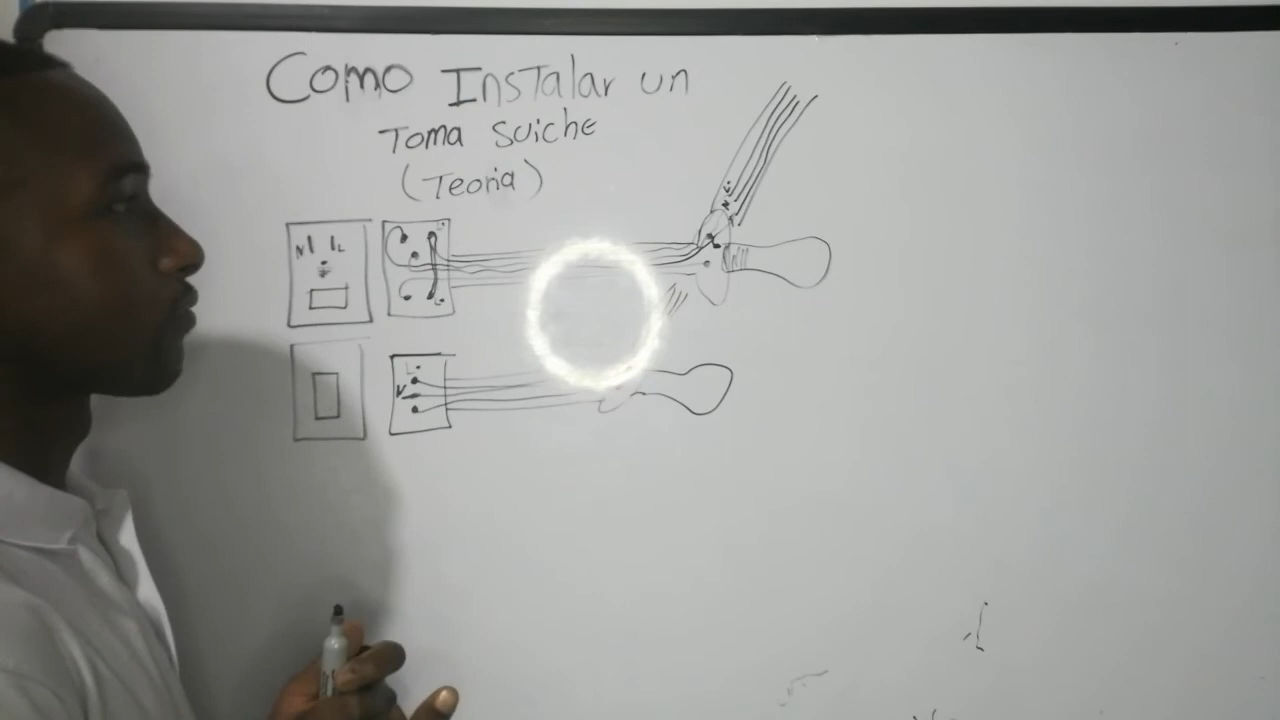 Como Instalar un
Toma Suiche
(Teoria)
N L
N L
L